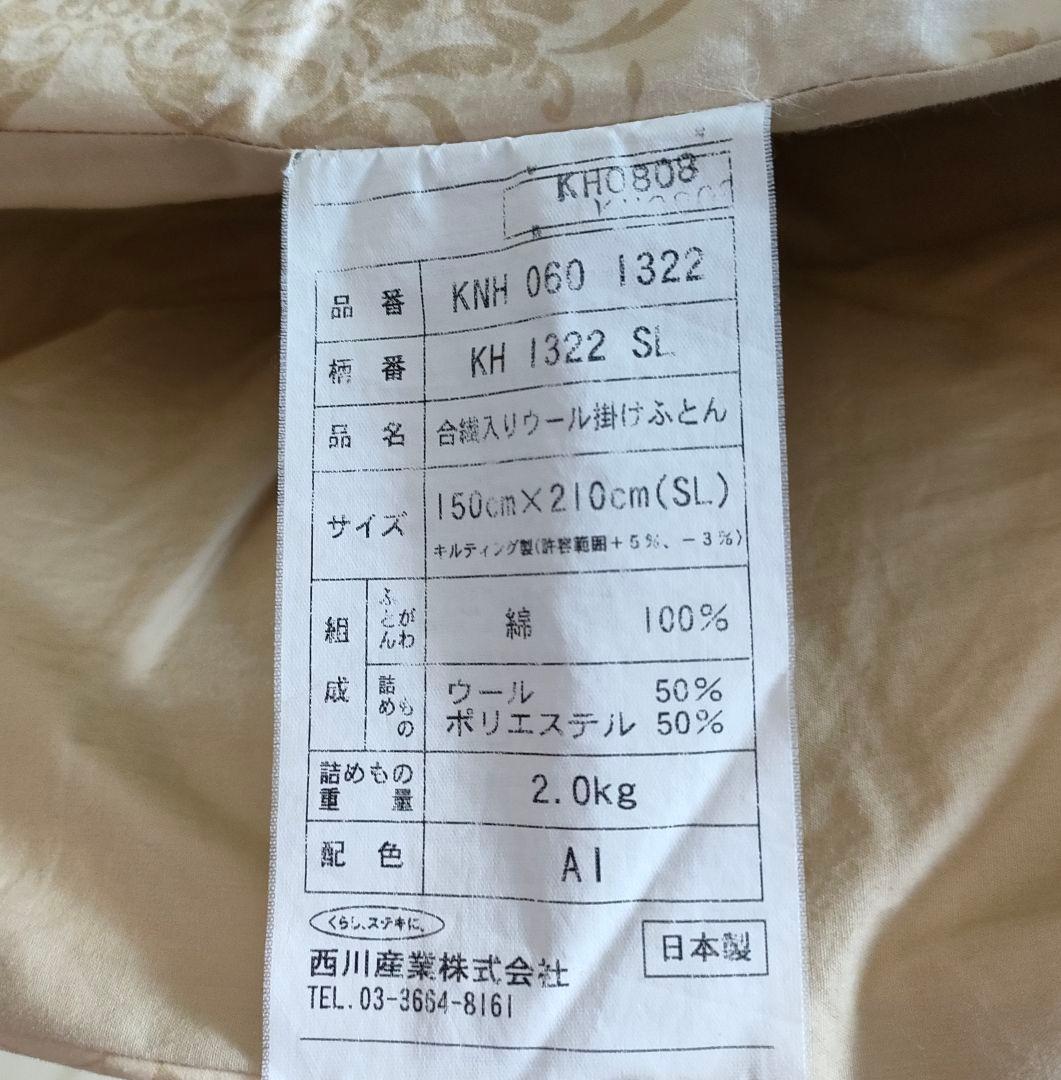 KH0808
品番 KNH 060 1322
柄番 KH 1322 SL
品名 合繊入りウール掛けふとん
サイズ 150cm×210cm(SL)
キルティング製(許容範囲+5%、-3%)
組成 ふとんがわ 綿 100%
詰めもの ウール 50%
ポリエステル 50%
詰めもの重量 2.0kg
配色 A1
くらし、ステキに。
西川産業株式会社
日本製
TEL.03-3664-8161